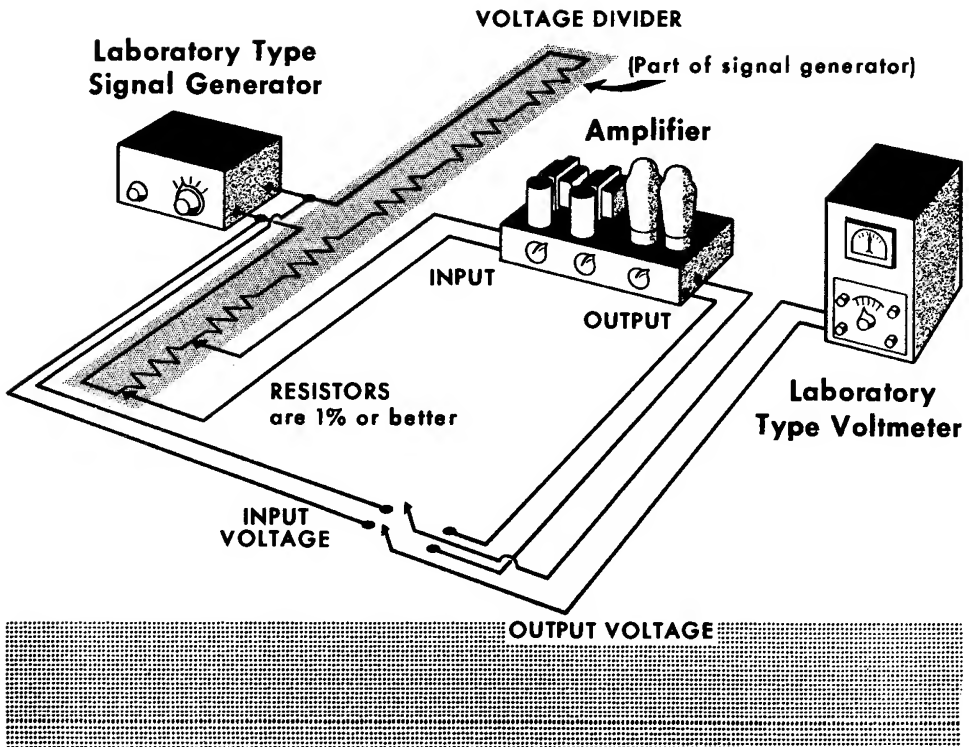 VOLTAGE DIVIDER
Laboratory Type
Signal Generator
(Part of signal generator)
Amplifier
INPUT
OUTPUT
RESISTORS
are 1% or better
Laboratory
Type Voltmeter
INPUT
VOLTAGE
OUTPUT VOLTAGE